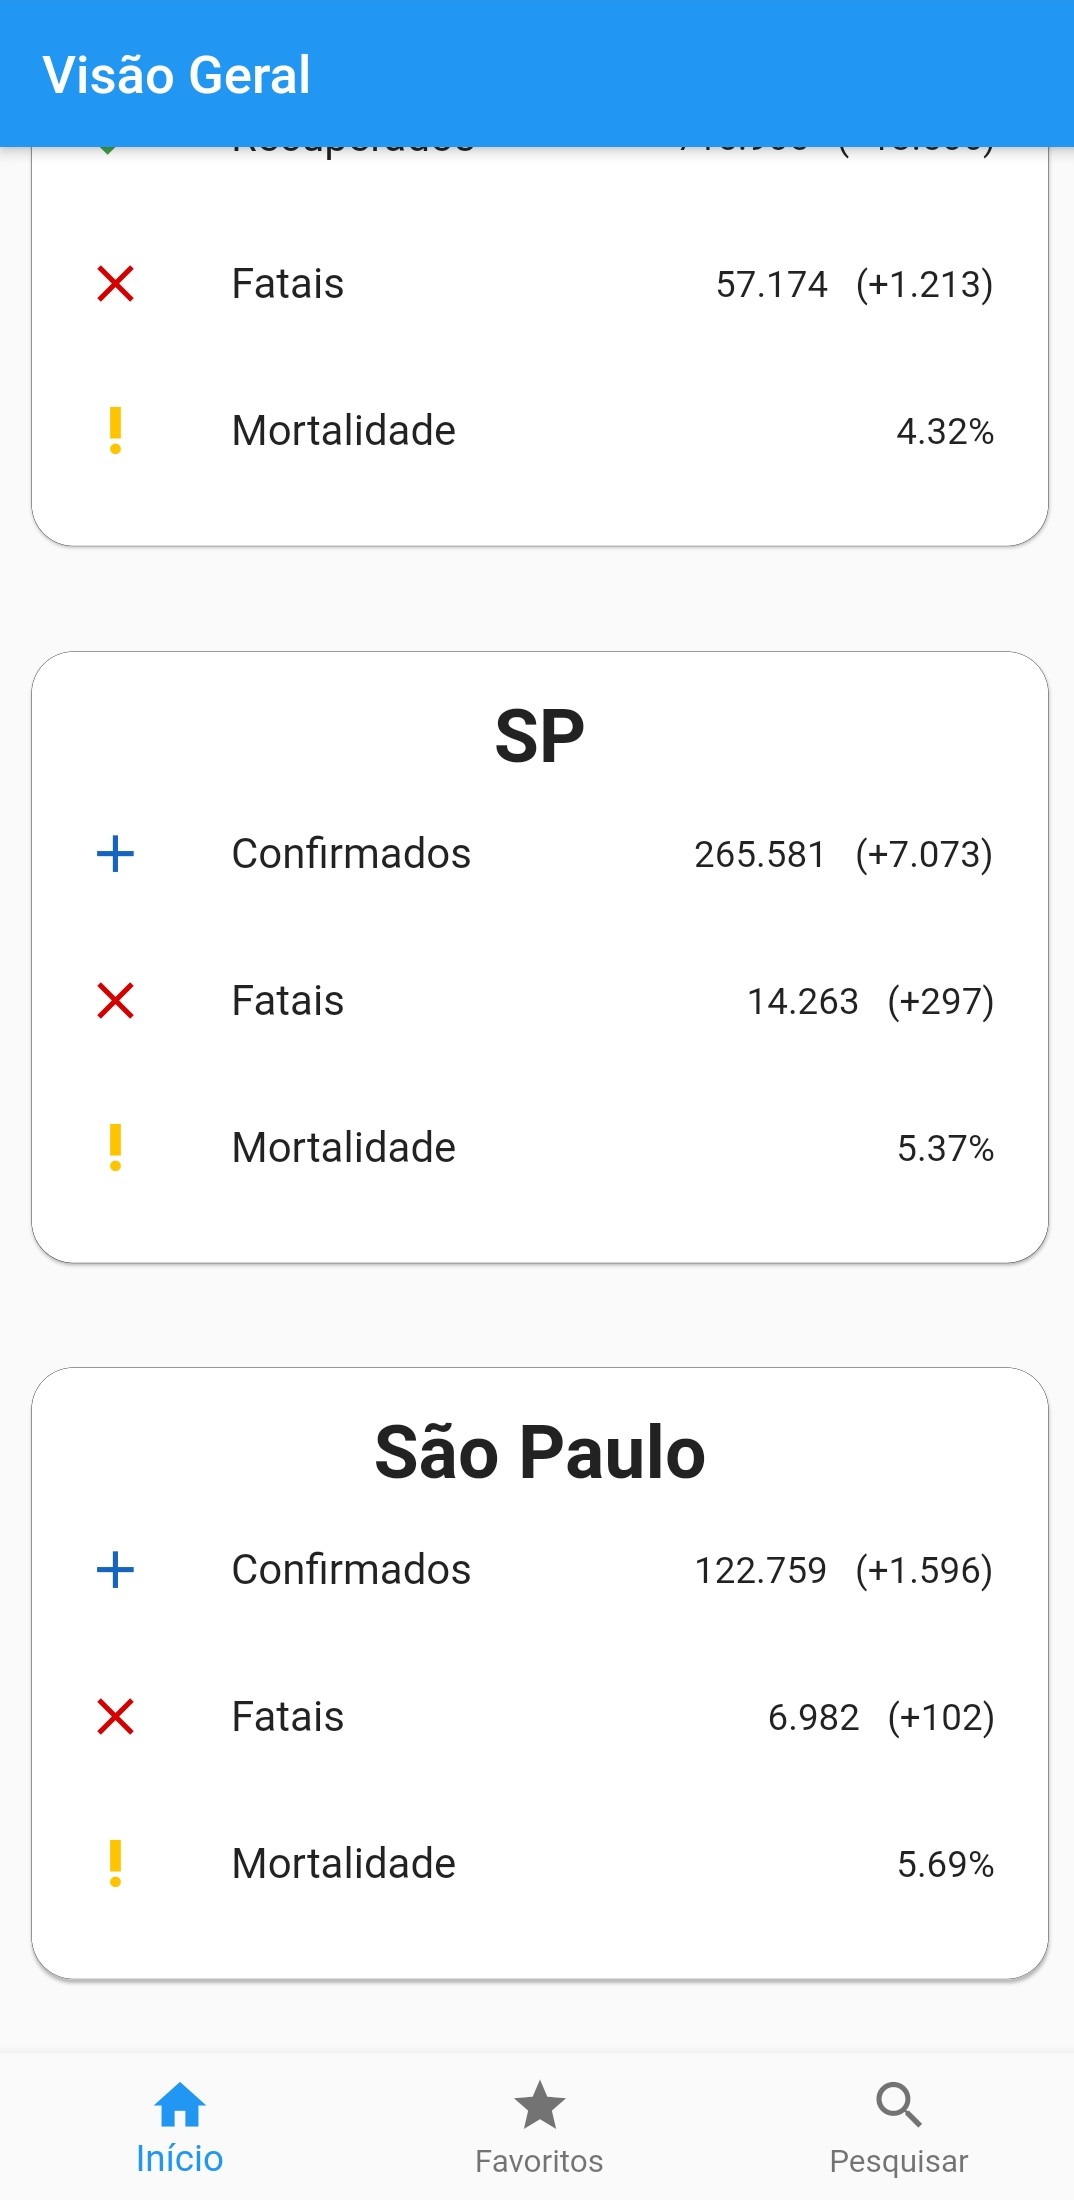 Visão Geral
Recuperados
Fatais 57.174 (+1.213)
Mortalidade 4.32%
SP
Confirmados 265.581 (+7.073)
Fatais 14.263 (+297)
Mortalidade 5.37%
São Paulo
Confirmados 122.759 (+1.596)
Fatais 6.982 (+102)
Mortalidade 5.69%
Início Favoritos Pesquisar